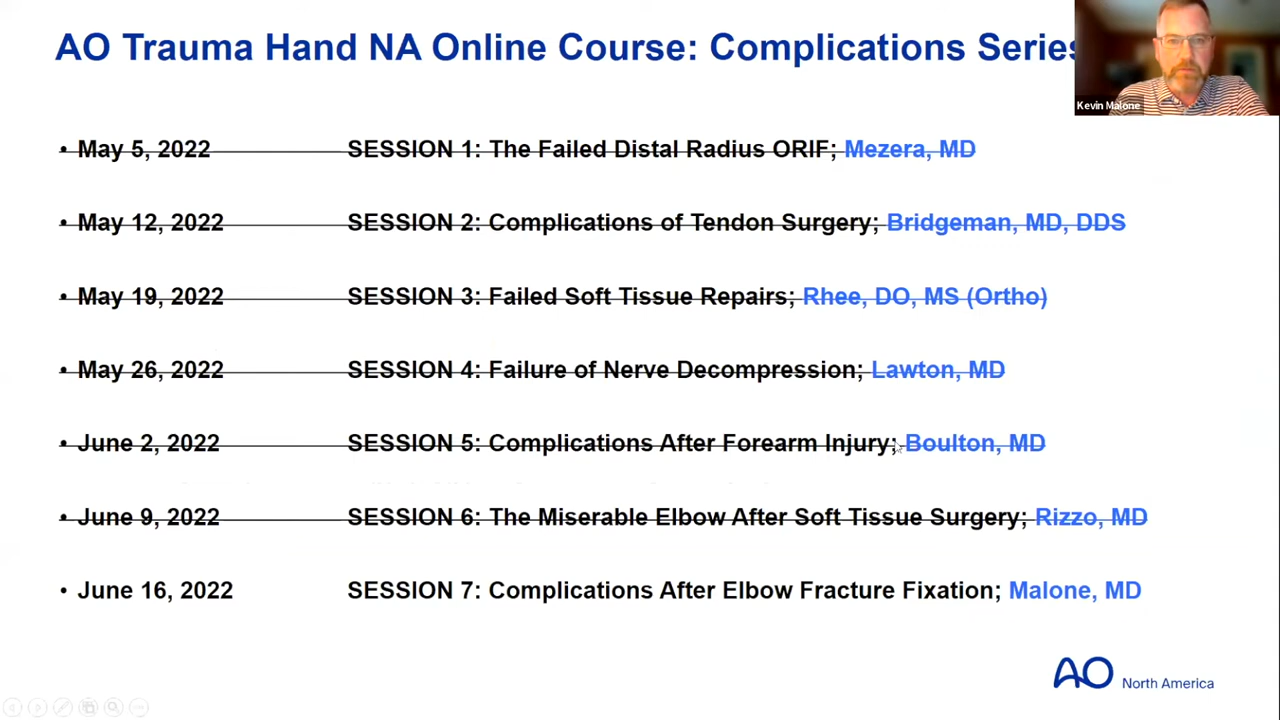 AO Trauma Hand NA Online Course: Complications Series
Kevin Malone
• May 5, 2022 SESSION 1: The Failed Distal Radius ORIF; Mezera, MD
• May 12, 2022 SESSION 2: Complications of Tendon Surgery; Bridgeman, MD, DDS
• May 19, 2022 SESSION 3: Failed Soft Tissue Repairs; Rhee, DO, MS (Ortho)
• May 26, 2022 SESSION 4: Failure of Nerve Decompression; Lawton, MD
• June 2, 2022 SESSION 5: Complications After Forearm Injury; Boulton, MD
• June 9, 2022 SESSION 6: The Miserable Elbow After Soft Tissue Surgery; Rizzo, MD
• June 16, 2022 SESSION 7: Complications After Elbow Fracture Fixation; Malone, MD
AO North America